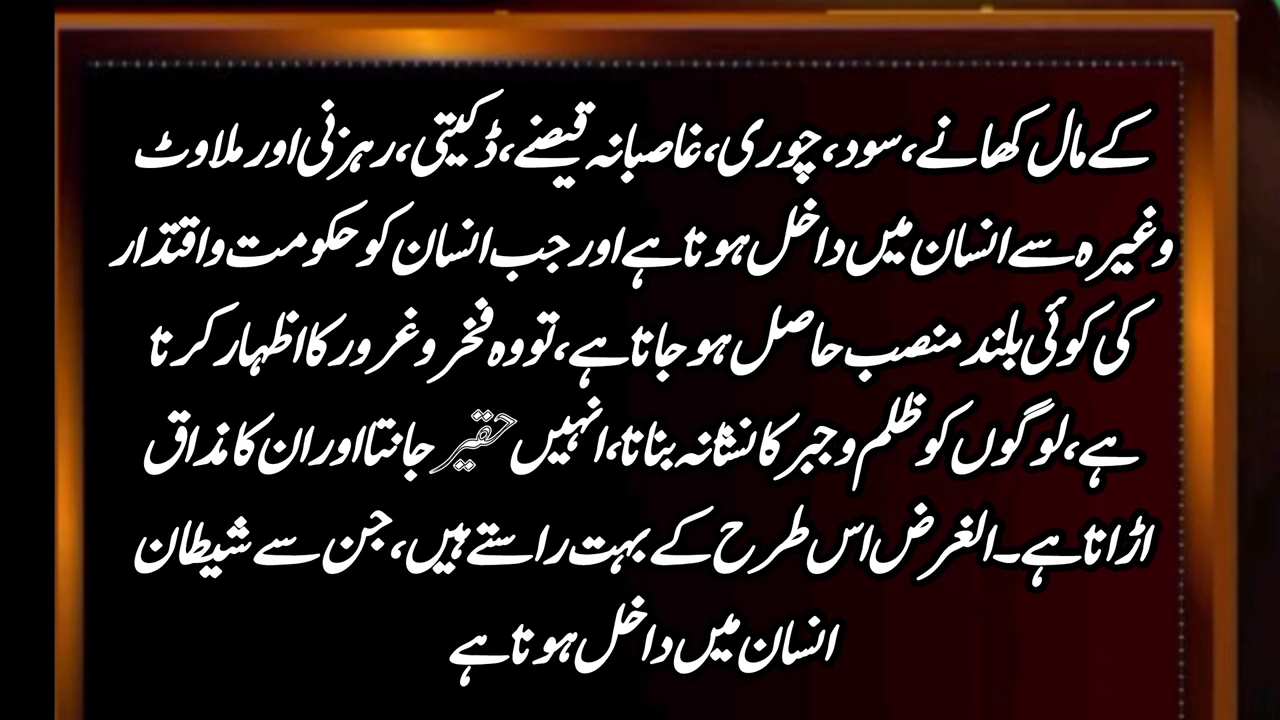 کے مال کھانے، سود، چوری، غاصبانہ قبضے، ڈکیتی، رہزنی اور ملاوٹ
وغیرہ سے انسان میں داخل ہوتا ہے اور جب انسان کو حکومت و اقتدار
کی کوئی بلند منصب حاصل ہو جاتا ہے، تو وہ فخر و غرور کا اظہار کرتا
ہے، لوگوں کو ظلم و جبر کا نشانہ بناتا، انہیں حقیر جانتا اور ان کا مذاق
اڑاتا ہے۔ الغرض اس طرح کے بہت راستے ہیں، جن سے شیطان
انسان میں داخل ہوتا ہے